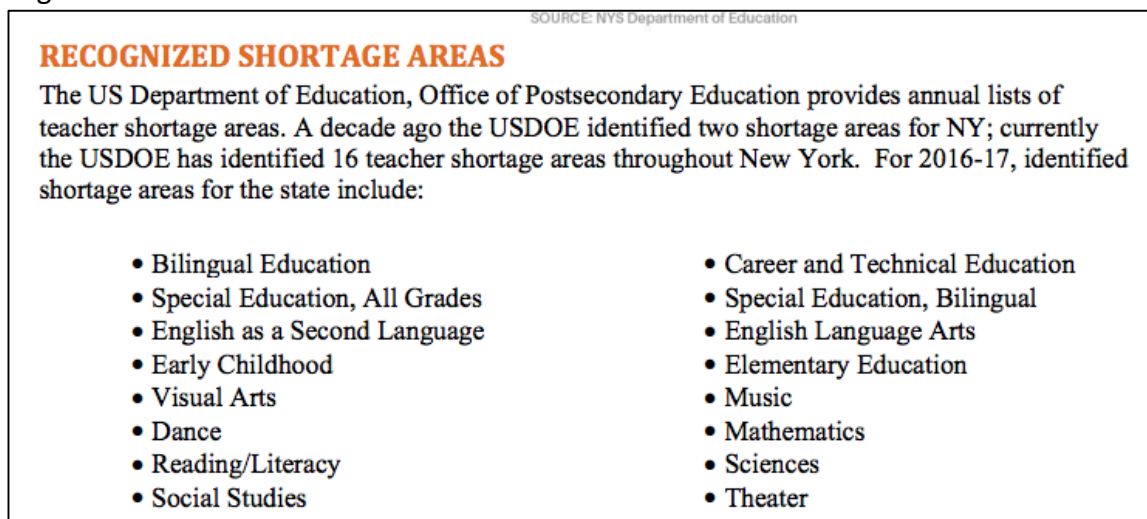 SOURCE: NYS Department of Education
RECOGNIZED SHORTAGE AREAS
The US Department of Education, Office of Postsecondary Education provides annual lists of
teacher shortage areas. A decade ago the USDOE identified two shortage areas for NY; currently
the USDOE has identified 16 teacher shortage areas throughout New York.  For 2016-17, identified
shortage areas for the state include:
• Bilingual Education
• Special Education, All Grades
• English as a Second Language
• Early Childhood
• Visual Arts
• Dance
• Reading/Literacy
• Social Studies
• Career and Technical Education
• Special Education, Bilingual
• English Language Arts
• Elementary Education
• Music
• Mathematics
• Sciences
• Theater